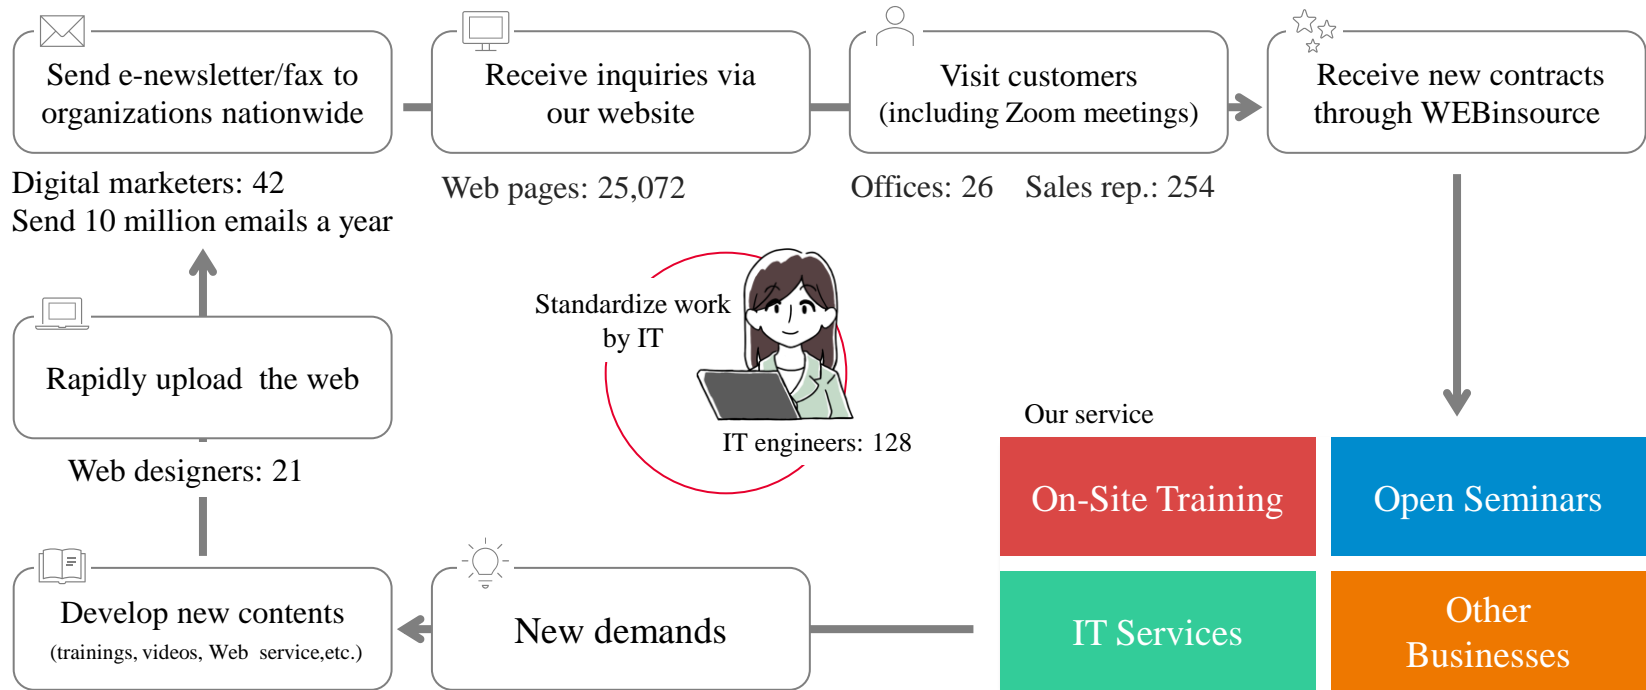 Send e-newsletter/fax to
organizations nationwide
Receive inquiries via
our website
Visit customers
(including Zoom meetings)
Receive new contracts
through WEBinsource
Digital marketers: 42
Send 10 million emails a year
Web pages: 25,072
Offices: 26
Sales rep.: 254
Standardize work
by IT
IT engineers: 128
Rapidly upload  the web
Web designers: 21
Our service
On-Site Training
Open Seminars
IT Services
Other
Businesses
New demands
Develop new contents
(trainings, videos, Web  service,etc.)